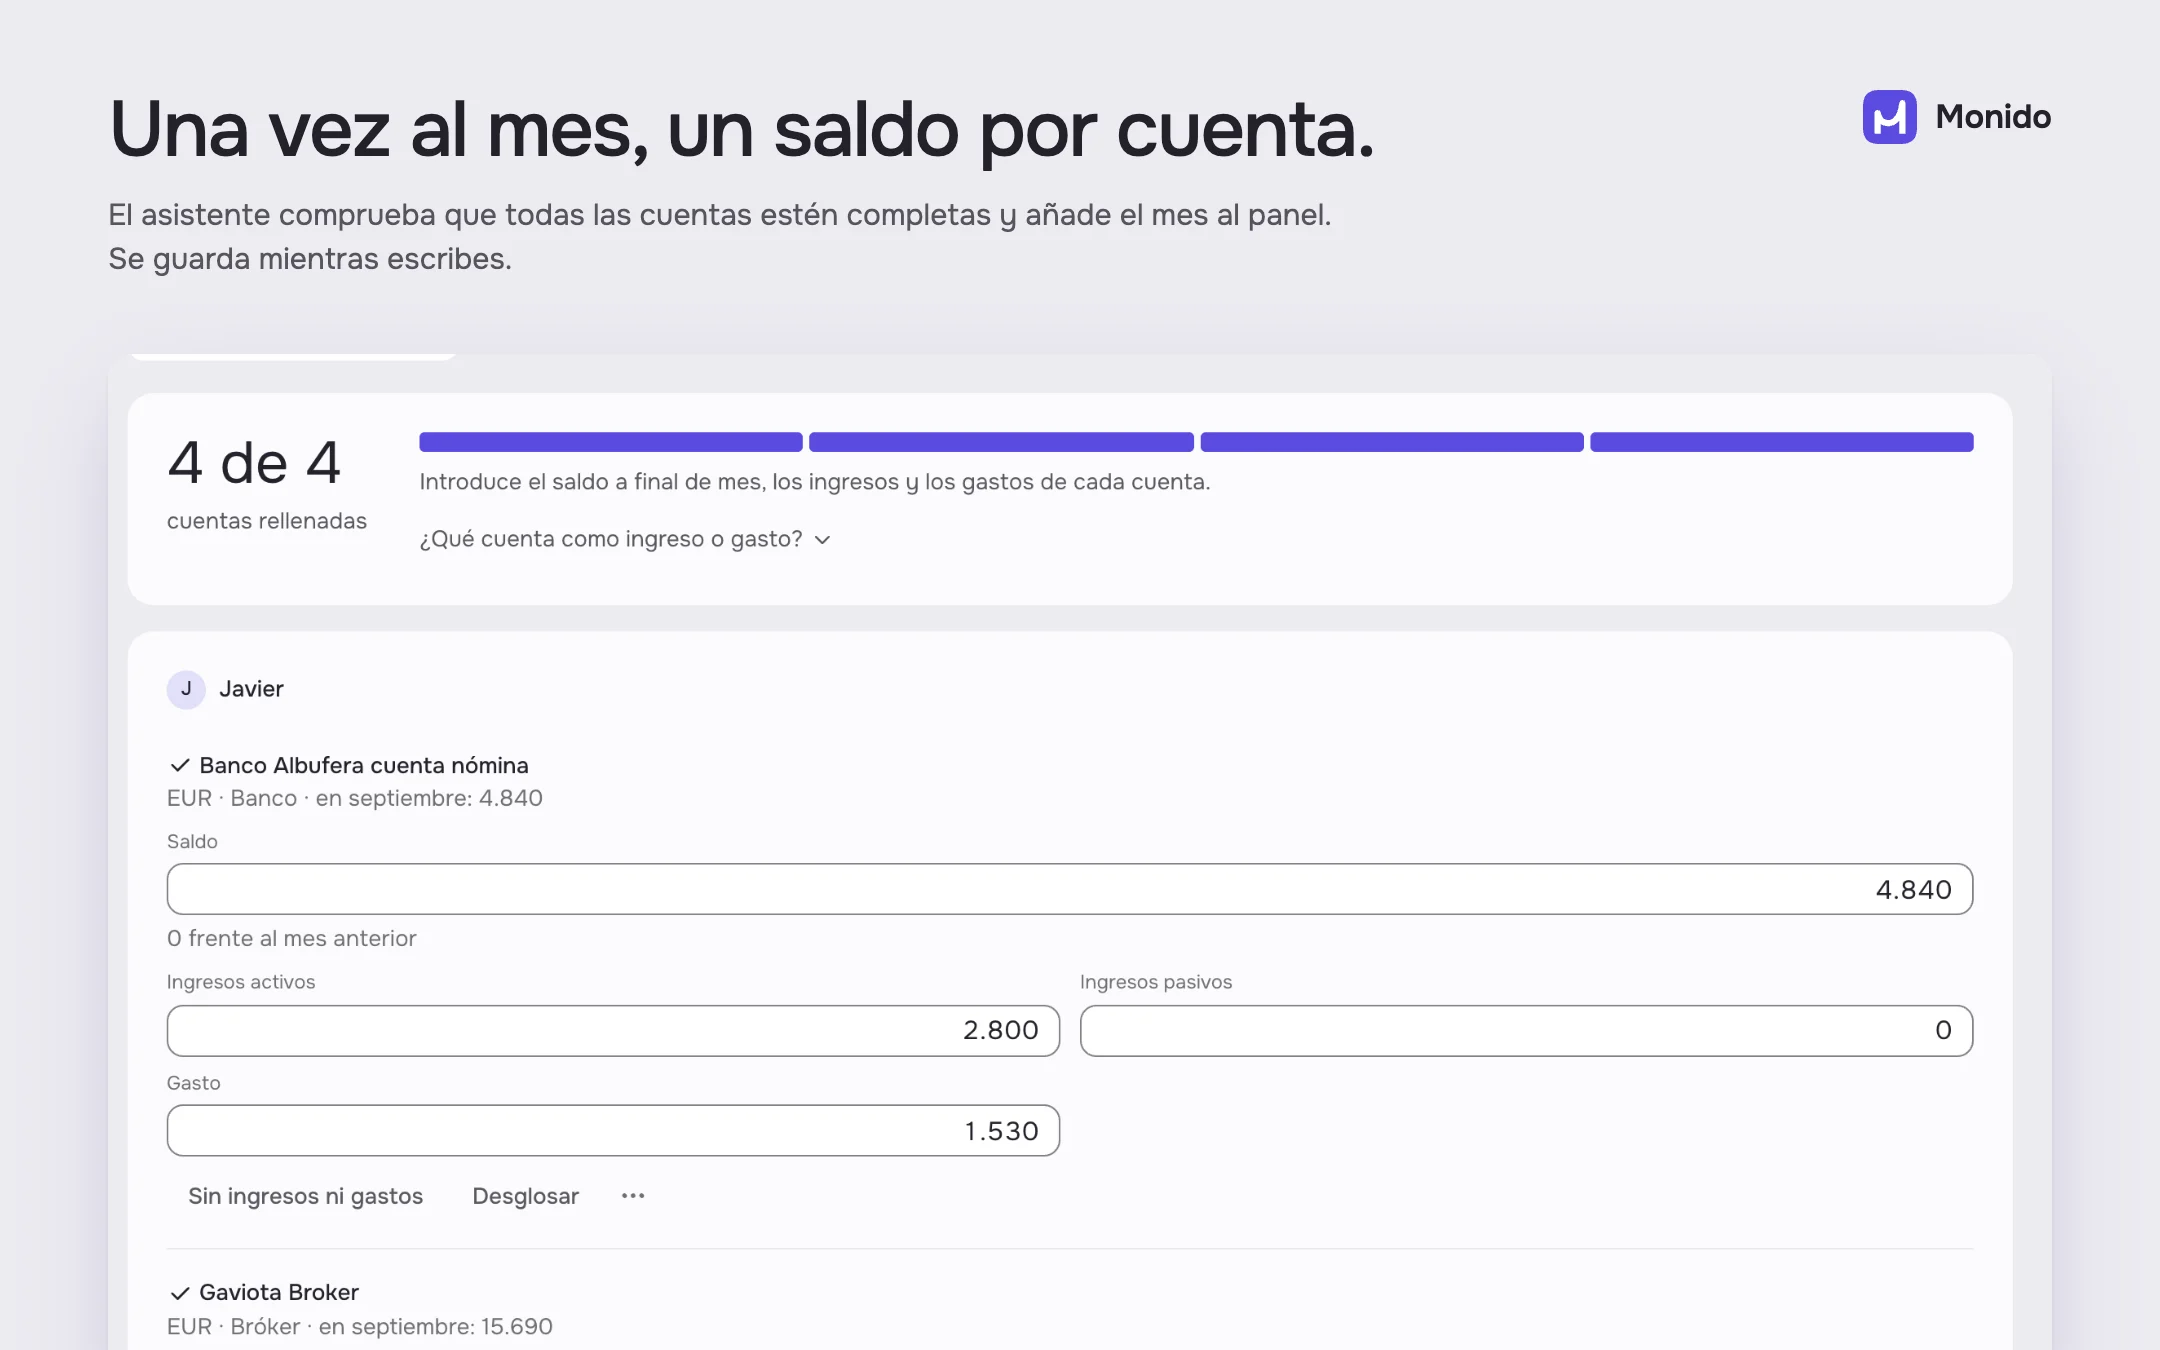 Una vez al mes, un saldo por cuenta.
Monido
El asistente comprueba que todas las cuentas estén completas y añade el mes al panel.
Se guarda mientras escribes.
4 de 4
cuentas rellenadas
Introduce el saldo a final de mes, los ingresos y los gastos de cada cuenta.
¿Qué cuenta como ingreso o gasto?
J Javier
Banco Albufera cuenta nómina
EUR · Banco · en septiembre: 4.840
Saldo
4.840
0 frente al mes anterior
Ingresos activos
2.800
Ingresos pasivos
0
Gasto
1.530
Sin ingresos ni gastos Desglosar ···
Gaviota Broker
EUR · Bróker · en septiembre: 15.690